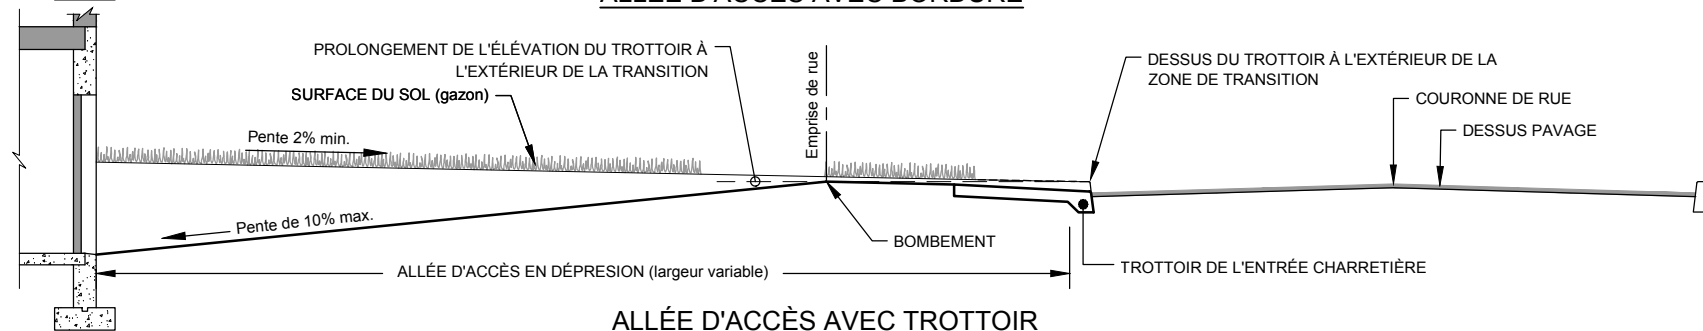 ALLÉE D'ACCÈS AVEC BORDURE
PROLONGEMENT DE L'ÉLÉVATION DU TROTTOIR À
L'EXTÉRIEUR DE LA TRANSITION
SURFACE DU SOL (gazon)
Pente 2% min.
Emprise de rue
DESSUS DU TROTTOIR À L'EXTÉRIEUR DE LA
ZONE DE TRANSITION
COURONNE DE RUE
DESSUS PAVAGE
Pente de 10% max.
BOMBEMENT
ALLÉE D'ACCÈS EN DÉPRESION (largeur variable)
TROTTOIR DE L'ENTRÉE CHARRETIÈRE
ALLÉE D'ACCÈS AVEC TROTTOIR